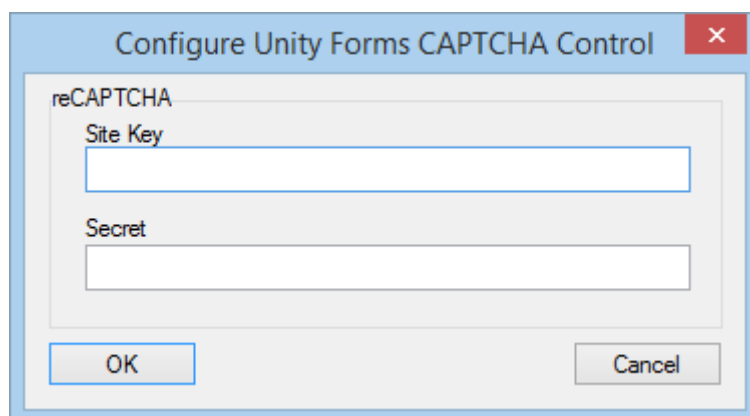 Configure Unity Forms CAPTCHA Control
reCAPTCHA
Site Key
Secret
OK
Cancel